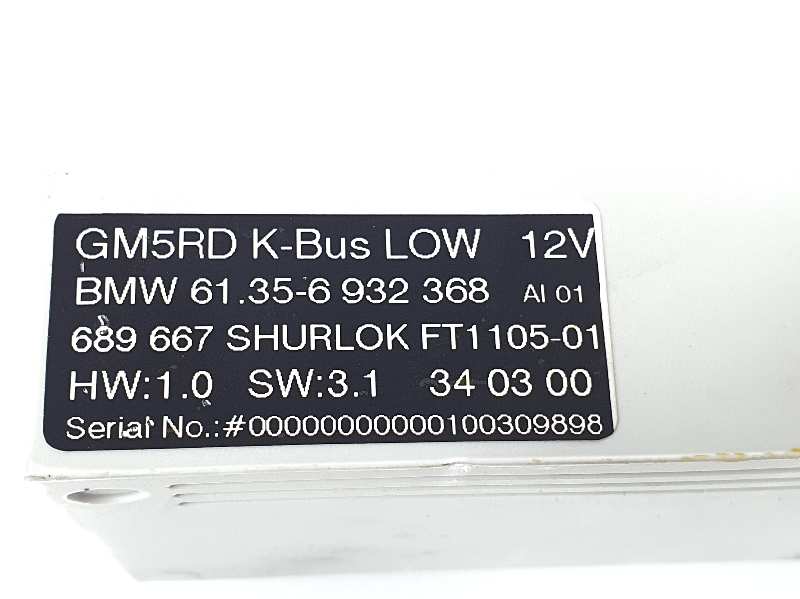 GM5RD K-Bus LOW 12V
BMW 61.35-6 932 368 AI 01
689 667 SHURLOK FT1105-01
HW:1.0 SW:3.1 34 03 00
Serial No.:#00000000000100309898